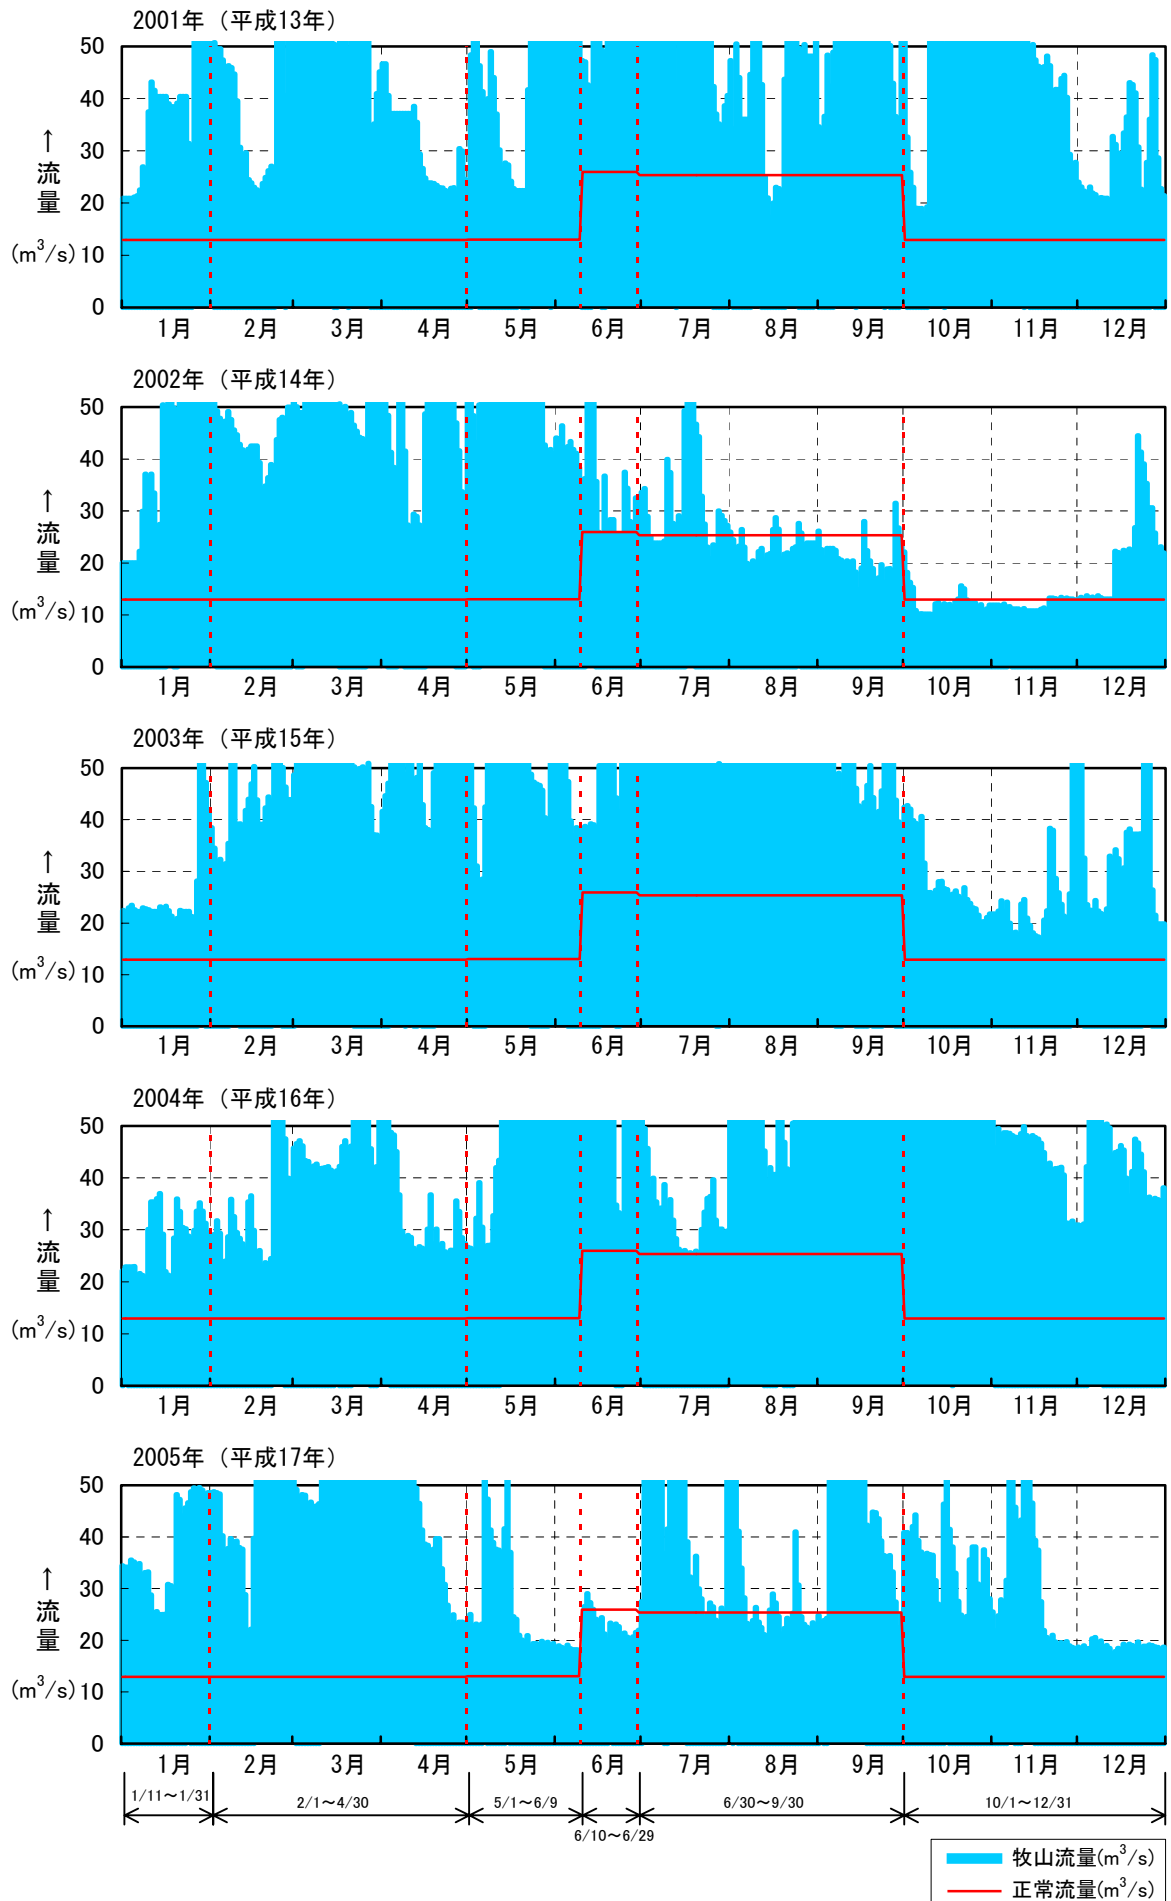 2001年（平成13年）
50
40
30
20
10
0
↑
流
量
(m³/s)
1月 2月 3月 4月 5月 6月 7月 8月 9月 10月 11月 12月
2002年（平成14年）
50
40
30
20
10
0
↑
流
量
(m³/s)
1月 2月 3月 4月 5月 6月 7月 8月 9月 10月 11月 12月
2003年（平成15年）
50
40
30
20
10
0
↑
流
量
(m³/s)
1月 2月 3月 4月 5月 6月 7月 8月 9月 10月 11月 12月
2004年（平成16年）
50
40
30
20
10
0
↑
流
量
(m³/s)
1月 2月 3月 4月 5月 6月 7月 8月 9月 10月 11月 12月
2005年（平成17年）
50
40
30
20
10
0
↑
流
量
(m³/s)
1月 2月 3月 4月 5月 6月 7月 8月 9月 10月 11月 12月
1/11～1/31 2/1～4/30 5/1～6/9 6/10～6/29 6/30～9/30 10/1～12/31
牧山流量(m³/s)
正常流量(m³/s)